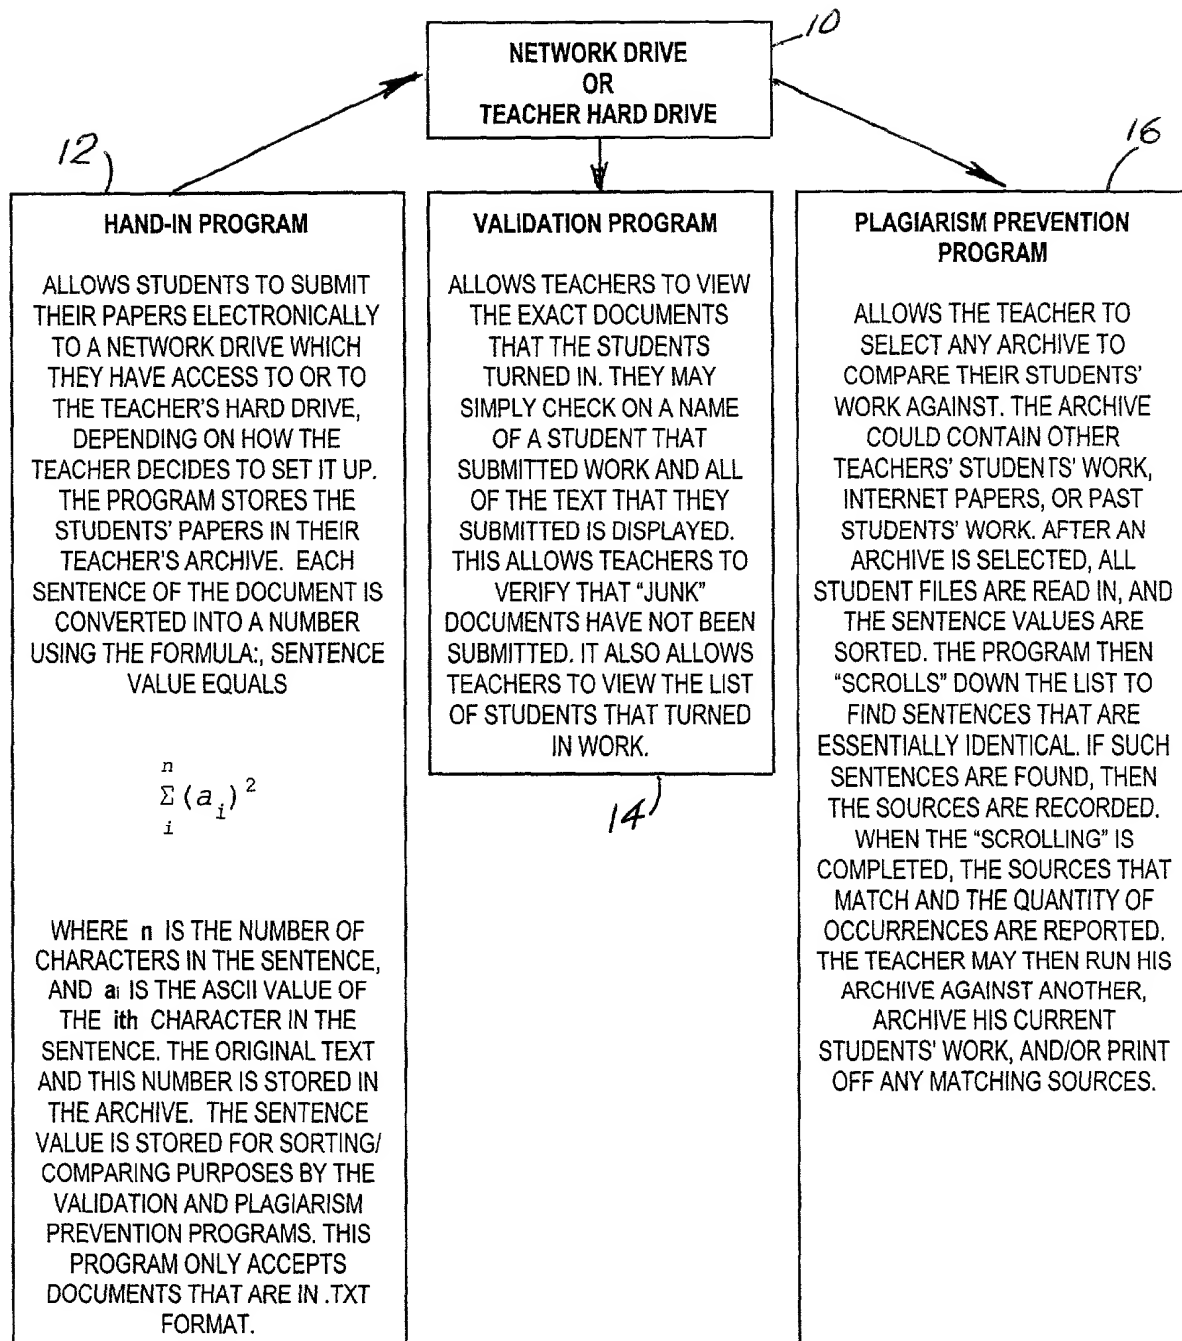 10
NETWORK DRIVE
OR
TEACHER HARD DRIVE
12
HAND-IN PROGRAM
ALLOWS STUDENTS TO SUBMIT
THEIR PAPERS ELECTRONICALLY
TO A NETWORK DRIVE WHICH
THEY HAVE ACCESS TO OR TO
THE TEACHER'S HARD DRIVE,
DEPENDING ON HOW THE
TEACHER DECIDES TO SET IT UP.
THE PROGRAM STORES THE
STUDENTS' PAPERS IN THEIR
TEACHER'S ARCHIVE. EACH
SENTENCE OF THE DOCUMENT IS
CONVERTED INTO A NUMBER
USING THE FORMULA:, SENTENCE
VALUE EQUALS
n
Σ (a_i)^2
i
WHERE n IS THE NUMBER OF
CHARACTERS IN THE SENTENCE,
AND ai IS THE ASCII VALUE OF
THE ith CHARACTER IN THE
SENTENCE. THE ORIGINAL TEXT
AND THIS NUMBER IS STORED IN
THE ARCHIVE. THE SENTENCE
VALUE IS STORED FOR SORTING/
COMPARING PURPOSES BY THE
VALIDATION AND PLAGIARISM
PREVENTION PROGRAMS. THIS
PROGRAM ONLY ACCEPTS
DOCUMENTS THAT ARE IN .TXT
FORMAT.
VALIDATION PROGRAM
ALLOWS TEACHERS TO VIEW
THE EXACT DOCUMENTS
THAT THE STUDENTS
TURNED IN. THEY MAY
SIMPLY CHECK ON A NAME
OF A STUDENT THAT
SUBMITTED WORK AND ALL
OF THE TEXT THAT THEY
SUBMITTED IS DISPLAYED.
THIS ALLOWS TEACHERS TO
VERIFY THAT "JUNK"
DOCUMENTS HAVE NOT BEEN
SUBMITTED. IT ALSO ALLOWS
TEACHERS TO VIEW THE LIST
OF STUDENTS THAT TURNED
IN WORK.
14
16
PLAGIARISM PREVENTION
PROGRAM
ALLOWS THE TEACHER TO
SELECT ANY ARCHIVE TO
COMPARE THEIR STUDENTS'
WORK AGAINST. THE ARCHIVE
COULD CONTAIN OTHER
TEACHERS' STUDENTS' WORK,
INTERNET PAPERS, OR PAST
STUDENTS' WORK. AFTER AN
ARCHIVE IS SELECTED, ALL
STUDENT FILES ARE READ IN, AND
THE SENTENCE VALUES ARE
SORTED. THE PROGRAM THEN
"SCROLLS" DOWN THE LIST TO
FIND SENTENCES THAT ARE
ESSENTIALLY IDENTICAL. IF SUCH
SENTENCES ARE FOUND, THEN
THE SOURCES ARE RECORDED.
WHEN THE "SCROLLING" IS
COMPLETED, THE SOURCES THAT
MATCH AND THE QUANTITY OF
OCCURRENCES ARE REPORTED.
THE TEACHER MAY THEN RUN HIS
ARCHIVE AGAINST ANOTHER,
ARCHIVE HIS CURRENT
STUDENTS' WORK, AND/OR PRINT
OFF ANY MATCHING SOURCES.